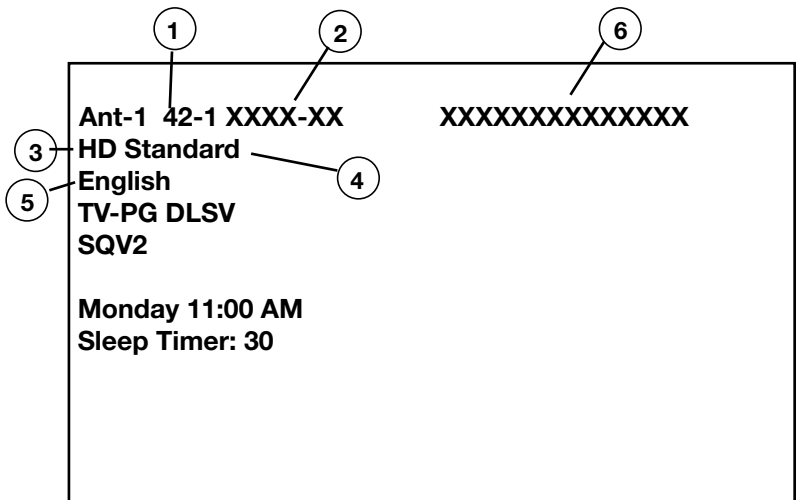 1 2 6
Ant-1 42-1 XXXX-XX XXXXXXXXXXXXXX
3 HD Standard
4
5 English
TV-PG DLSV
SQV2
Monday 11:00 AM
Sleep Timer: 30